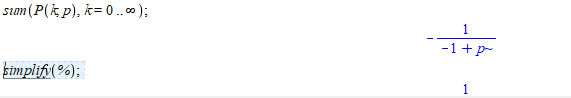 sum(P(k, p), k = 0 .. ∞);
- 1 / (-1 + p~)
simplify(%);
1